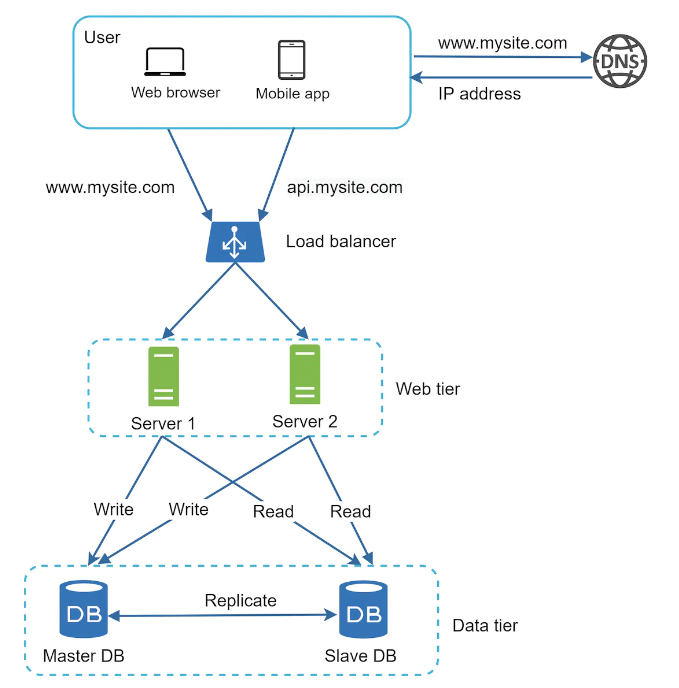 User
www.mysite.com
DNS
Web browser
Mobile app
IP address
www.mysite.com
api.mysite.com
Load balancer
Web tier
Server 1
Server 2
Write
Write
Read
Read
Replicate
DB
DB
Data tier
Master DB
Slave DB